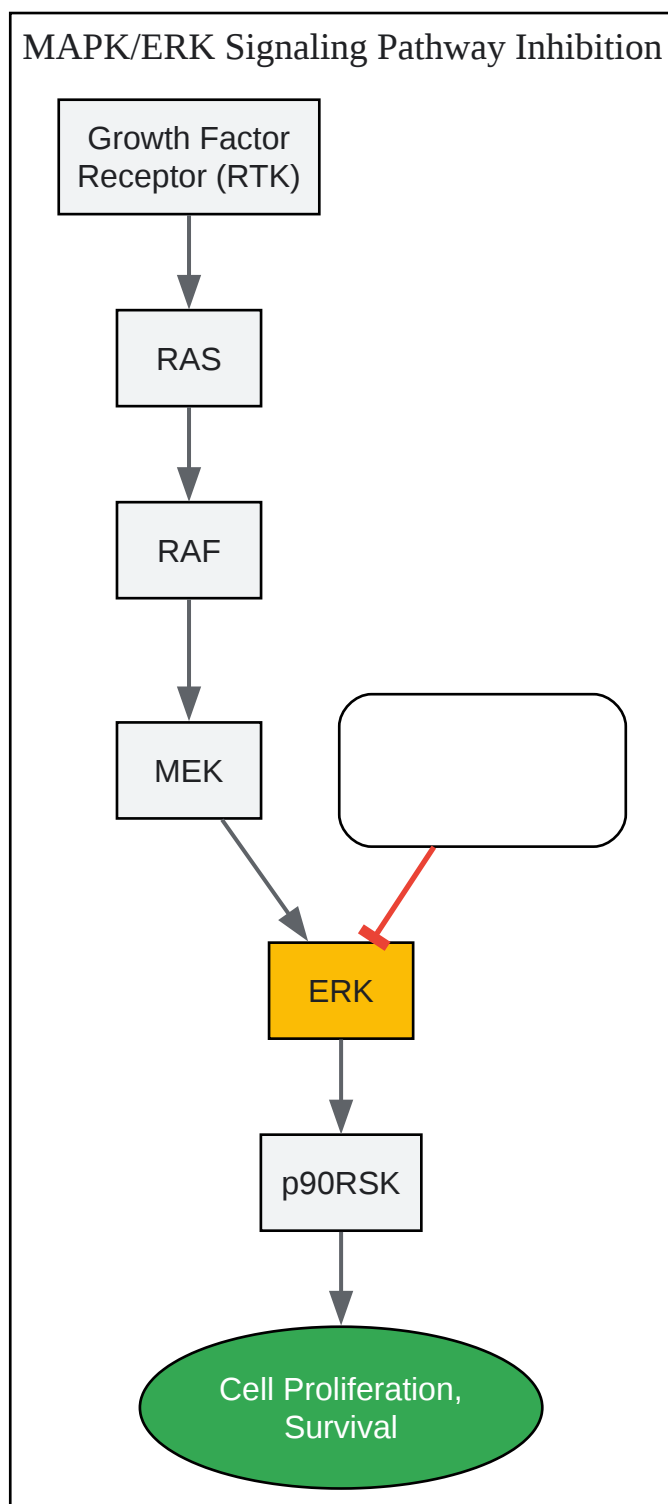 MAPK/ERK Signaling Pathway Inhibition
Growth Factor
Receptor (RTK)
RAS
RAF
MEK
ERK
p90RSK
Cell Proliferation,
Survival